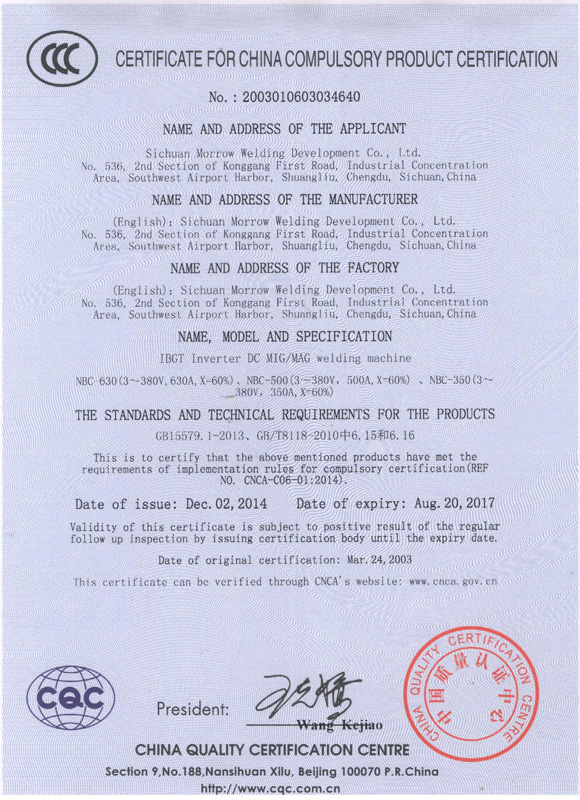 CCC
CERTIFICATE FOR CHINA COMPULSORY PRODUCT CERTIFICATION
No. : 2003010603034640
NAME AND ADDRESS OF THE APPLICANT
Sichuan Morrow Welding Development Co., Ltd.
No. 536, 2nd Section of Konggang First Road, Industrial Concentration
Area, Southwest Airport Harbor, Shuangliu, Chengdu, Sichuan,China
NAME AND ADDRESS OF THE MANUFACTURER
(English): Sichuan Morrow Welding Development Co., Ltd.
No. 536, 2nd Section of Konggang First Road, Industrial Concentration
Area, Southwest Airport Harbor, Shuangliu, Chengdu, Sichuan,China
NAME AND ADDRESS OF THE FACTORY
(English): Sichuan Morrow Welding Development Co., Ltd.
No. 536, 2nd Section of Konggang First Road, Industrial Concentration
Area, Southwest Airport Harbor, Shuangliu, Chengdu, Sichuan,China
NAME, MODEL AND SPECIFICATION
IBGT Inverter DC MIG/MAG welding machine
NBC-630(3~380V,630A,X=60%)、NBC-500(3~380V, 500A,X=60%) 、NBC-350(3~
380V, 350A,X=60%)
THE STANDARDS AND TECHNICAL REQUIREMENTS FOR THE PRODUCTS
GB15579.1-2013、GB/T8118-2010中6.15和6.16
This is to certify that the above mentioned products have met the
requirements of implementation rules for compulsory certification(REF
NO. CNCA-C06-01:2014).
Date of issue: Dec.02,2014 Date of expiry: Aug.20,2017
Validity of this certificate is subject to positive result of the regular
follow up inspection by issuing certification body until the expiry date.
Date of original certification: Mar.24,2003
This certificate can be verified through CNCA's website: www.cnca.gov.cn
CHINA QUALITY CERTIFICATION CENTRE
中国质量认证中心
CQC
President:
Wang Kejiao
CHINA QUALITY CERTIFICATION CENTRE
Section 9,No.188,Nansihuan Xilu, Beijing 100070 P.R.China
http://www.cqc.com.cn